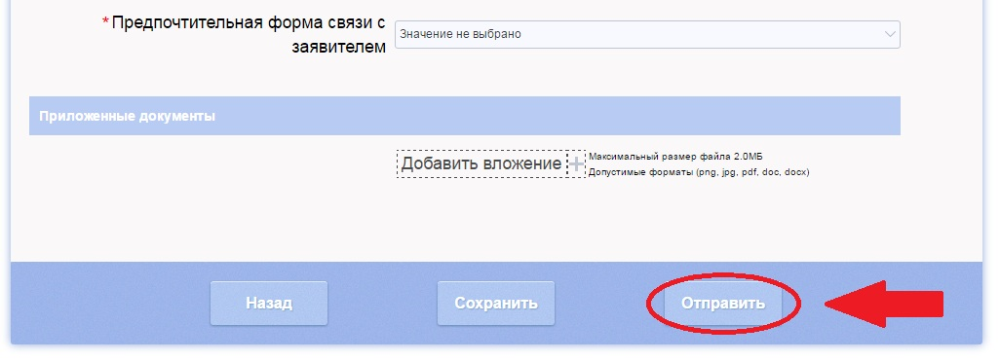 *Предпочтительная форма связи с
заявителем
Значение не выбрано
Приложенные документы
Добавить вложение +
Максимальный размер файла 2.0МБ
Допустимые форматы (png, jpg, pdf, doc, docx)
Назад
Сохранить
Отправить